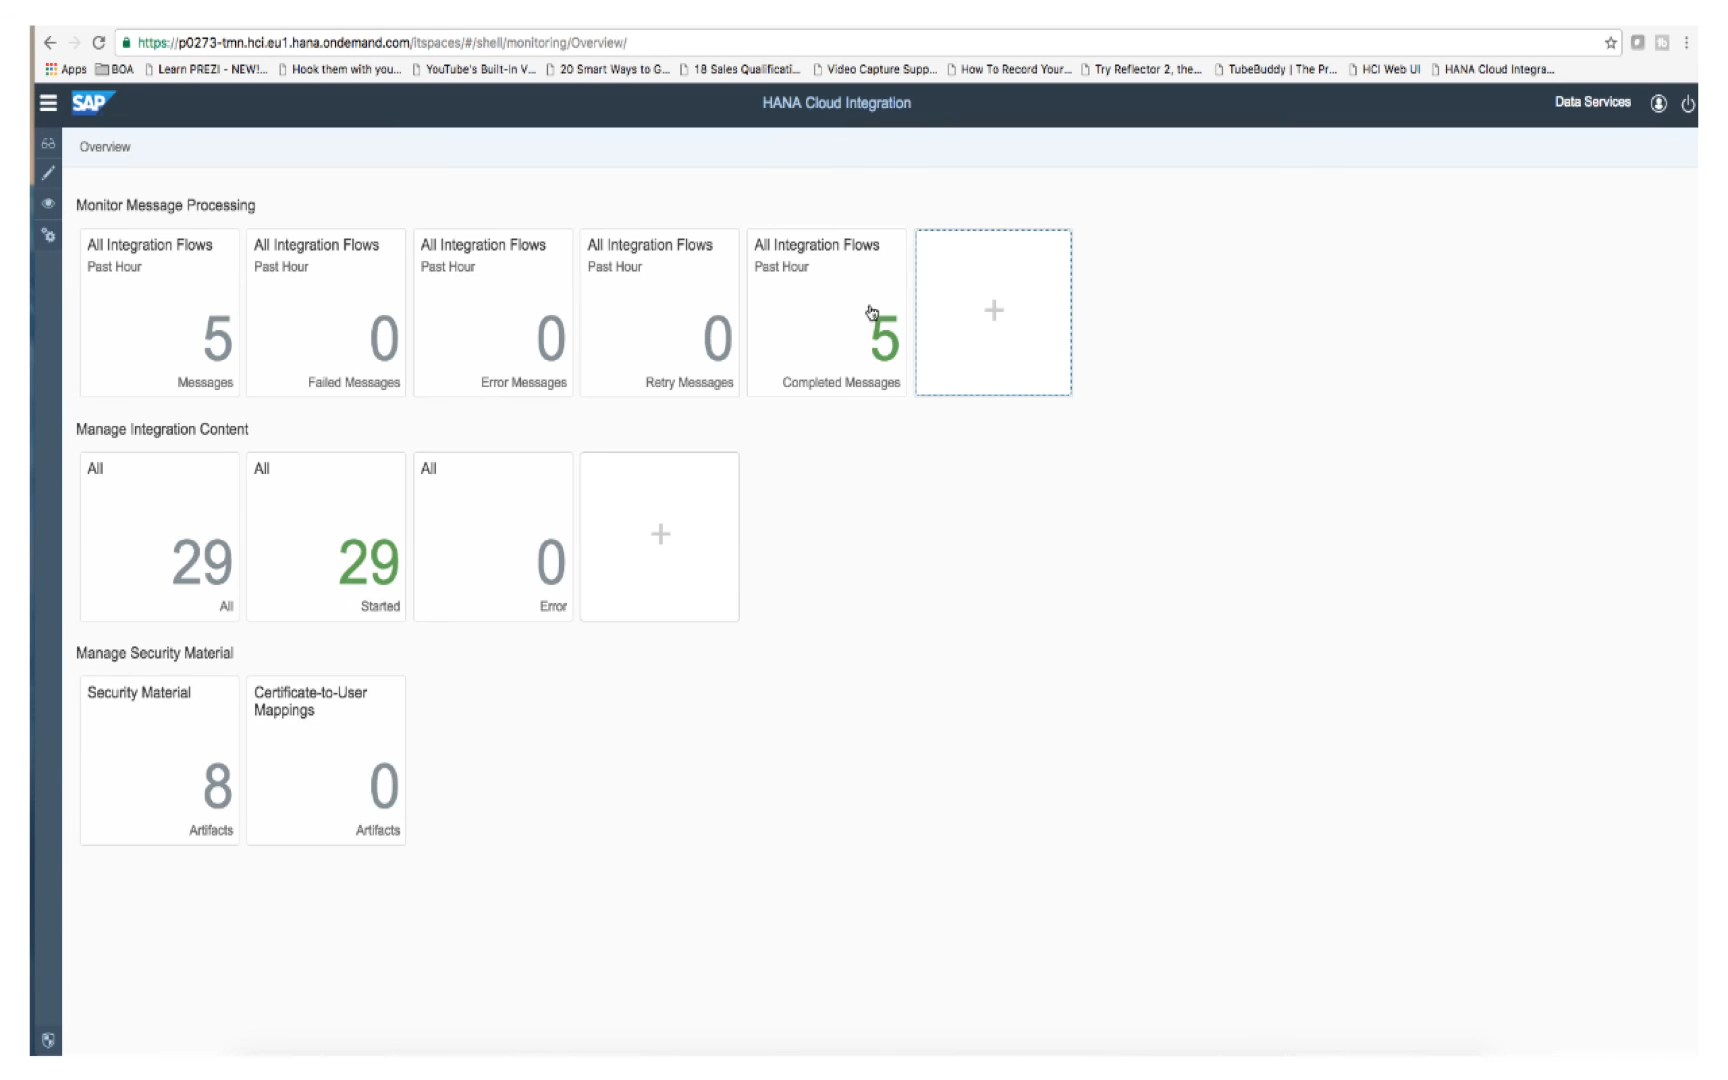 https://p0273-tmn.hci.eu1.hana.ondemand.com/itspaces/#/shell/monitoring/Overview/
Apps BOA Learn PREZI - NEW!... Hook them with you... YouTube's Built-In V... 20 Smart Ways to G... 18 Sales Qualificati... Video Capture Supp... How To Record Your... Try Reflector 2, the... TubeBuddy | The Pr... HCI Web UI HANA Cloud Integra...
SAP HANA Cloud Integration Data Services
Overview
Monitor Message Processing
All Integration Flows All Integration Flows All Integration Flows All Integration Flows All Integration Flows
Past Hour Past Hour Past Hour Past Hour Past Hour
5 0 0 0 5
Messages Failed Messages Error Messages Retry Messages Completed Messages
Manage Integration Content
All All All
29 29 0
All Started Error
Manage Security Material
Security Material Certificate-to-User
Mappings
8 0
Artifacts Artifacts